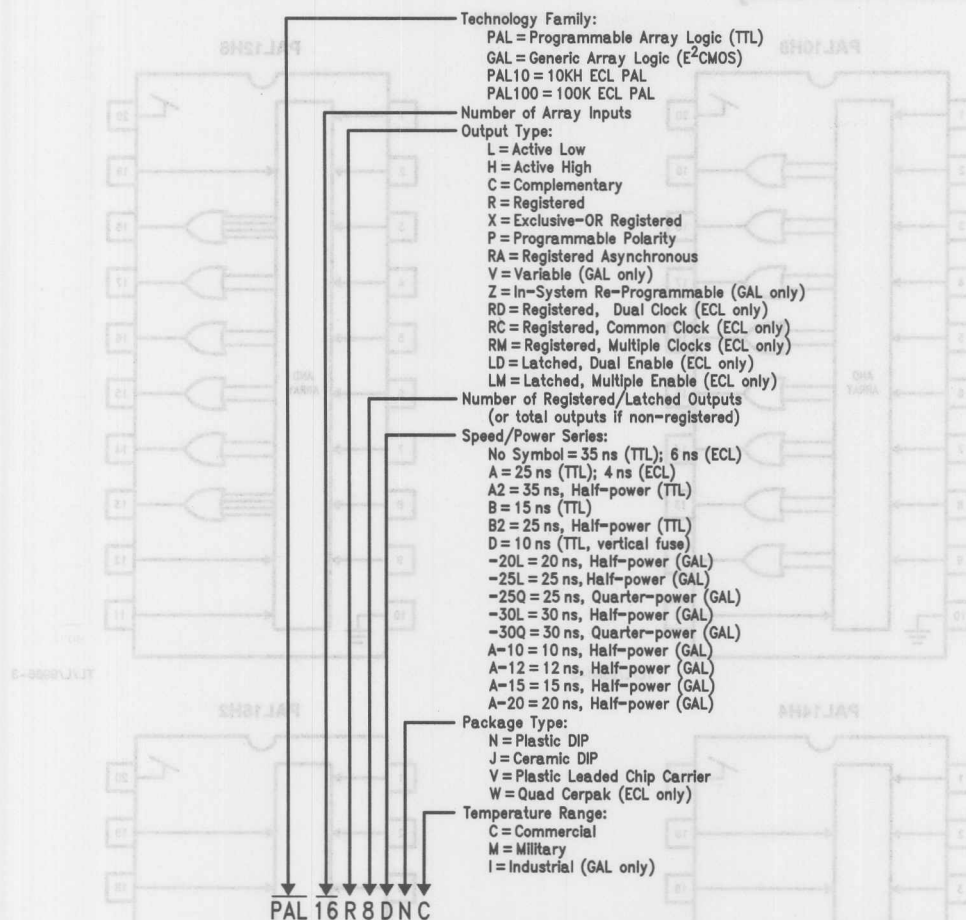 Technology Family:
PAL = Programmable Array Logic (TTL)
GAL = Generic Array Logic (E²CMOS)
PAL10 = 10KH ECL PAL
PAL100 = 100K ECL PAL
Number of Array Inputs
Output Type:
L = Active Low
H = Active High
C = Complementary
R = Registered
X = Exclusive-OR Registered
P = Programmable Polarity
RA = Registered Asynchronous
V = Variable (GAL only)
Z = In-System Re-Programmable (GAL only)
RD = Registered, Dual Clock (ECL only)
RC = Registered, Common Clock (ECL only)
RM = Registered, Multiple Clocks (ECL only)
LD = Latched, Dual Enable (ECL only)
LM = Latched, Multiple Enable (ECL only)
Number of Registered/Latched Outputs
(or total outputs if non-registered)
Speed/Power Series:
No Symbol = 35 ns (TTL); 6 ns (ECL)
A = 25 ns (TTL); 4 ns (ECL)
A2 = 35 ns, Half-power (TTL)
B = 15 ns (TTL)
B2 = 25 ns, Half-power (TTL)
D = 10 ns (TTL, vertical fuse)
-20L = 20 ns, Half-power (GAL)
-25L = 25 ns, Half-power (GAL)
-25Q = 25 ns, Quarter-power (GAL)
-30L = 30 ns, Half-power (GAL)
-30Q = 30 ns, Quarter-power (GAL)
A-10 = 10 ns, Half-power (GAL)
A-12 = 12 ns, Half-power (GAL)
A-15 = 15 ns, Half-power (GAL)
A-20 = 20 ns, Half-power (GAL)
Package Type:
N = Plastic DIP
J = Ceramic DIP
V = Plastic Leaded Chip Carrier
W = Quad Cerpak (ECL only)
Temperature Range:
C = Commercial
M = Military
I = Industrial (GAL only)
PAL 16 R 8 D N C